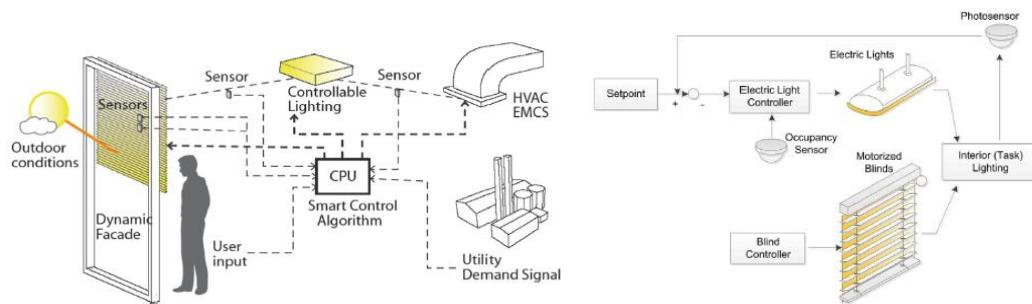 Sensor
Sensor
Controllable
Lighting
HVAC
EMCS
Sensors
Outdoor
conditions
CPU
Smart Control
Algorithm
Dynamic
Facade
User
input
Utility
Demand Signal
Photosensor
Electric Lights
Setpoint
+
-
Electric Light
Controller
Occupancy
Sensor
Motorized
Blinds
Interior (Task)
Lighting
Blind
Controller